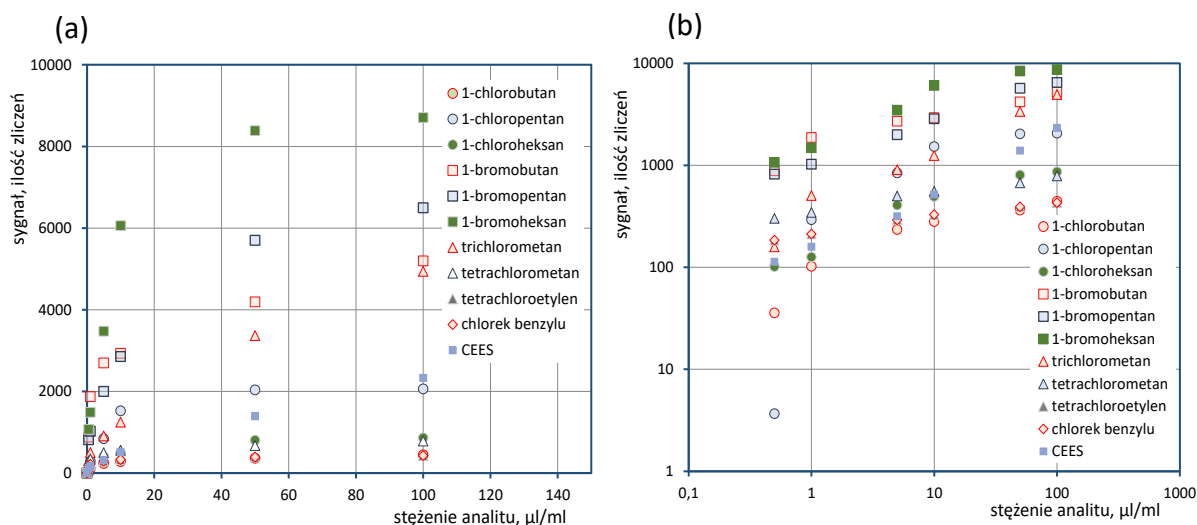 (a)
10000
8000
6000
4000
2000
0
sygnał, ilość zliczeń
0 20 40 60 80 100 120 140
stężenie analitu, µl/ml
1-chlorobutan
1-chloropentan
1-chloroheksan
1-bromobutan
1-bromopentan
1-bromoheksan
trichlorometan
tetrachlorometan
tetrachloroetylen
chlorek benzylu
CEES
(b)
10000
1000
100
10
1
sygnał, ilość zliczeń
0,1 1 10 100 1000
stężenie analitu, µl/ml
1-chlorobutan
1-chloropentan
1-chloroheksan
1-bromobutan
1-bromopentan
1-bromoheksan
trichlorometan
tetrachlorometan
tetrachloroetylen
chlorek benzylu
CEES